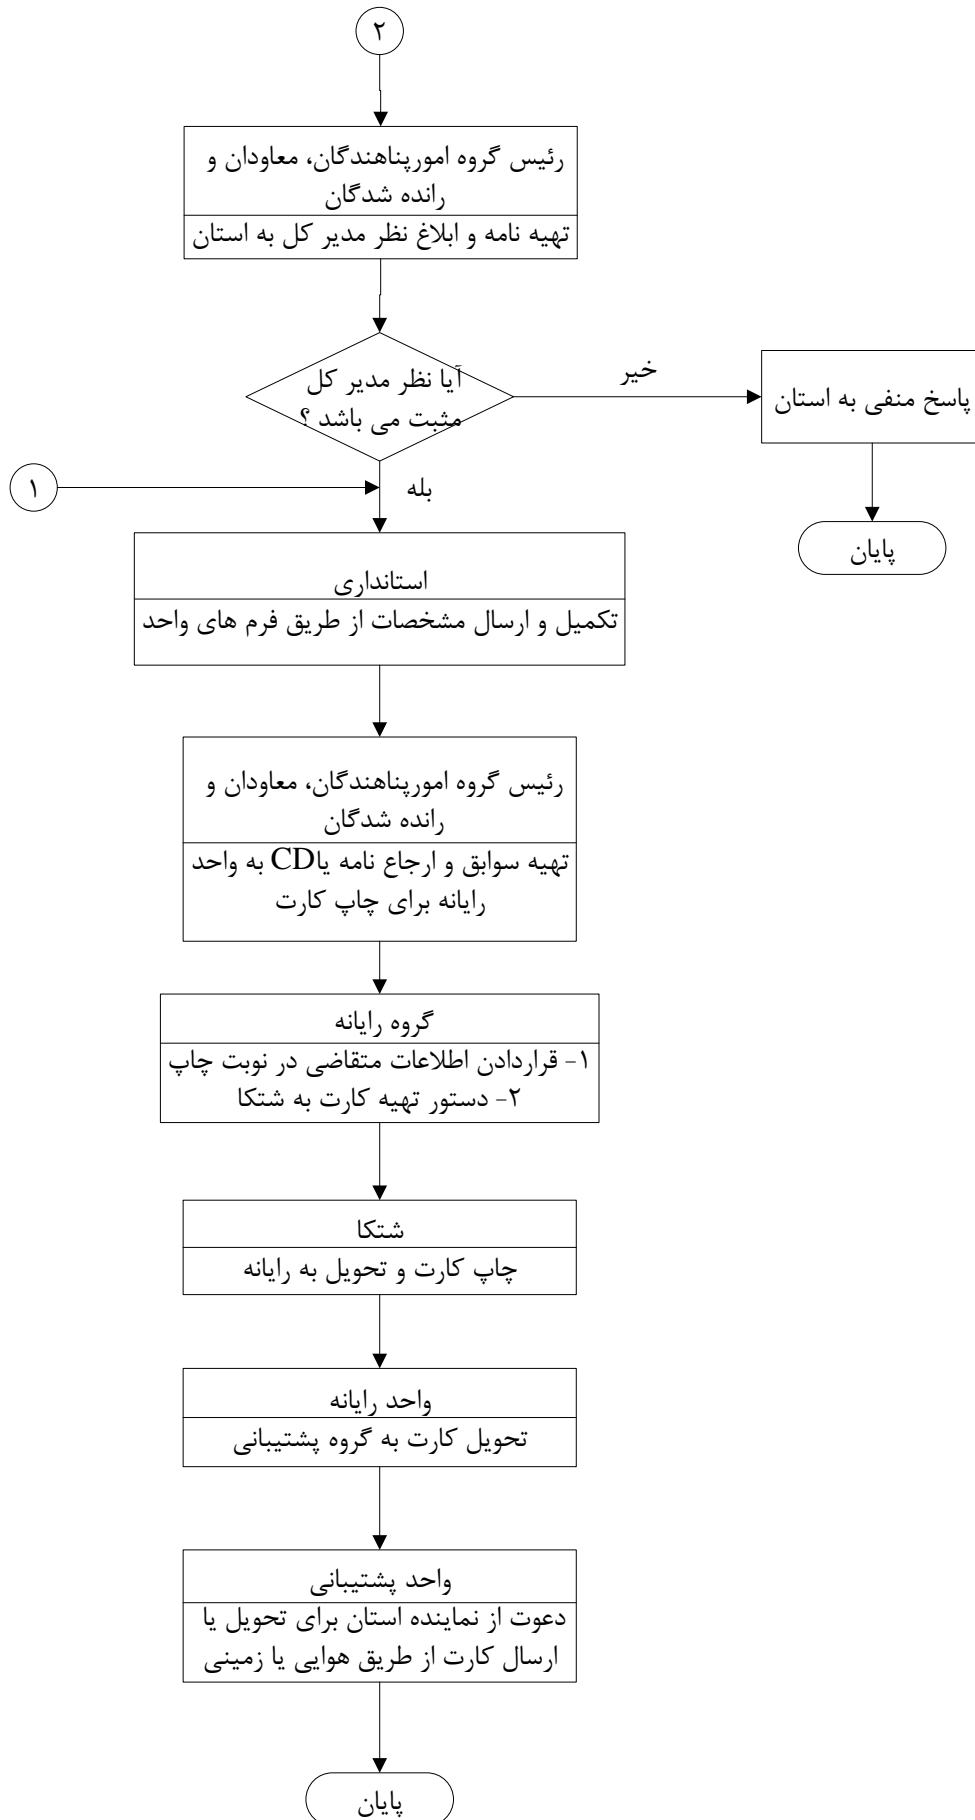 ۲
رئیس گروه امورپناهندگان، معاودان و
رانده شدگان
تهیه نامه و ابلاغ نظر مدیر کل به استان
آیا نظر مدیر کل
مثبت می باشد ؟
خیر
پاسخ منفی به استان
پایان
بله
۱
استانداری
تکمیل و ارسال مشخصات از طریق فرم های واحد
رئیس گروه امورپناهندگان، معاودان و
رانده شدگان
تهیه سوابق و ارجاع نامه یاCD به واحد
رایانه برای چاپ کارت
گروه رایانه
۱- قراردادن اطلاعات متقاضی در نوبت چاپ
۲- دستور تهیه کارت به شتکا
شتکا
چاپ کارت و تحویل به رایانه
واحد رایانه
تحویل کارت به گروه پشتیبانی
واحد پشتیبانی
دعوت از نماینده استان برای تحویل یا
ارسال کارت از طریق هوایی یا زمینی
پایان